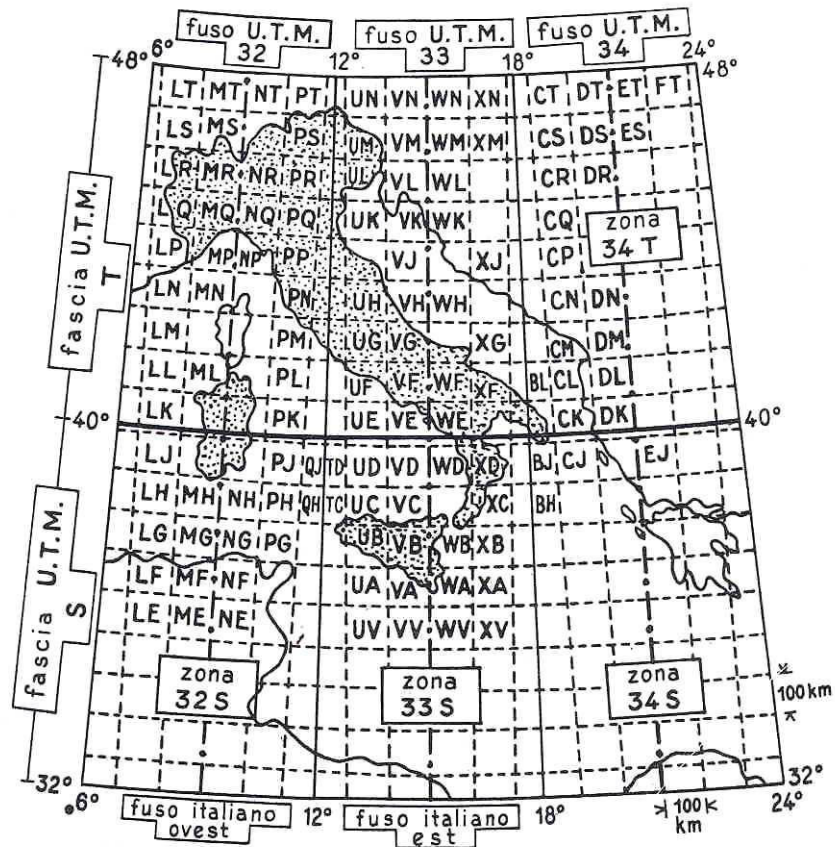 fuso U.T.M. 32
fuso U.T.M. 33
fuso U.T.M. 34
48° 6° 12° 18° 24° 48°
LT MT NT PT UN VN WN XN CT DT ET FT
LS MS PS UM VM WM XM CS DS ES
LR MR NR PR UL VL WL CR DR
LQ MQ NQ PQ UK VK WK CQ
zona 34T
LP MP NP PP VJ XJ CP
LN MN PN UH VH WH CN DN
LM PM UG VG XG CM DM
LL ML PL UF VF WF XF BL CL DL
LK PK UE VE WE CK DK
40° 40°
LJ PJ QJ TD UD VD WD XD BJ CJ EJ
LH MH NH PH QH TC UC VC XC BH
LG MG NG PG UB VB WB XB
LF MF NF UA VA WA XA
LE ME NE UV VV WV XV
fascia U.T.M. T
fascia U.T.M. S
zona 32S
zona 33S
zona 34S
100 km
32° 32°
6° 12° 18° 24°
fuso italiano ovest
fuso italiano est
100 km